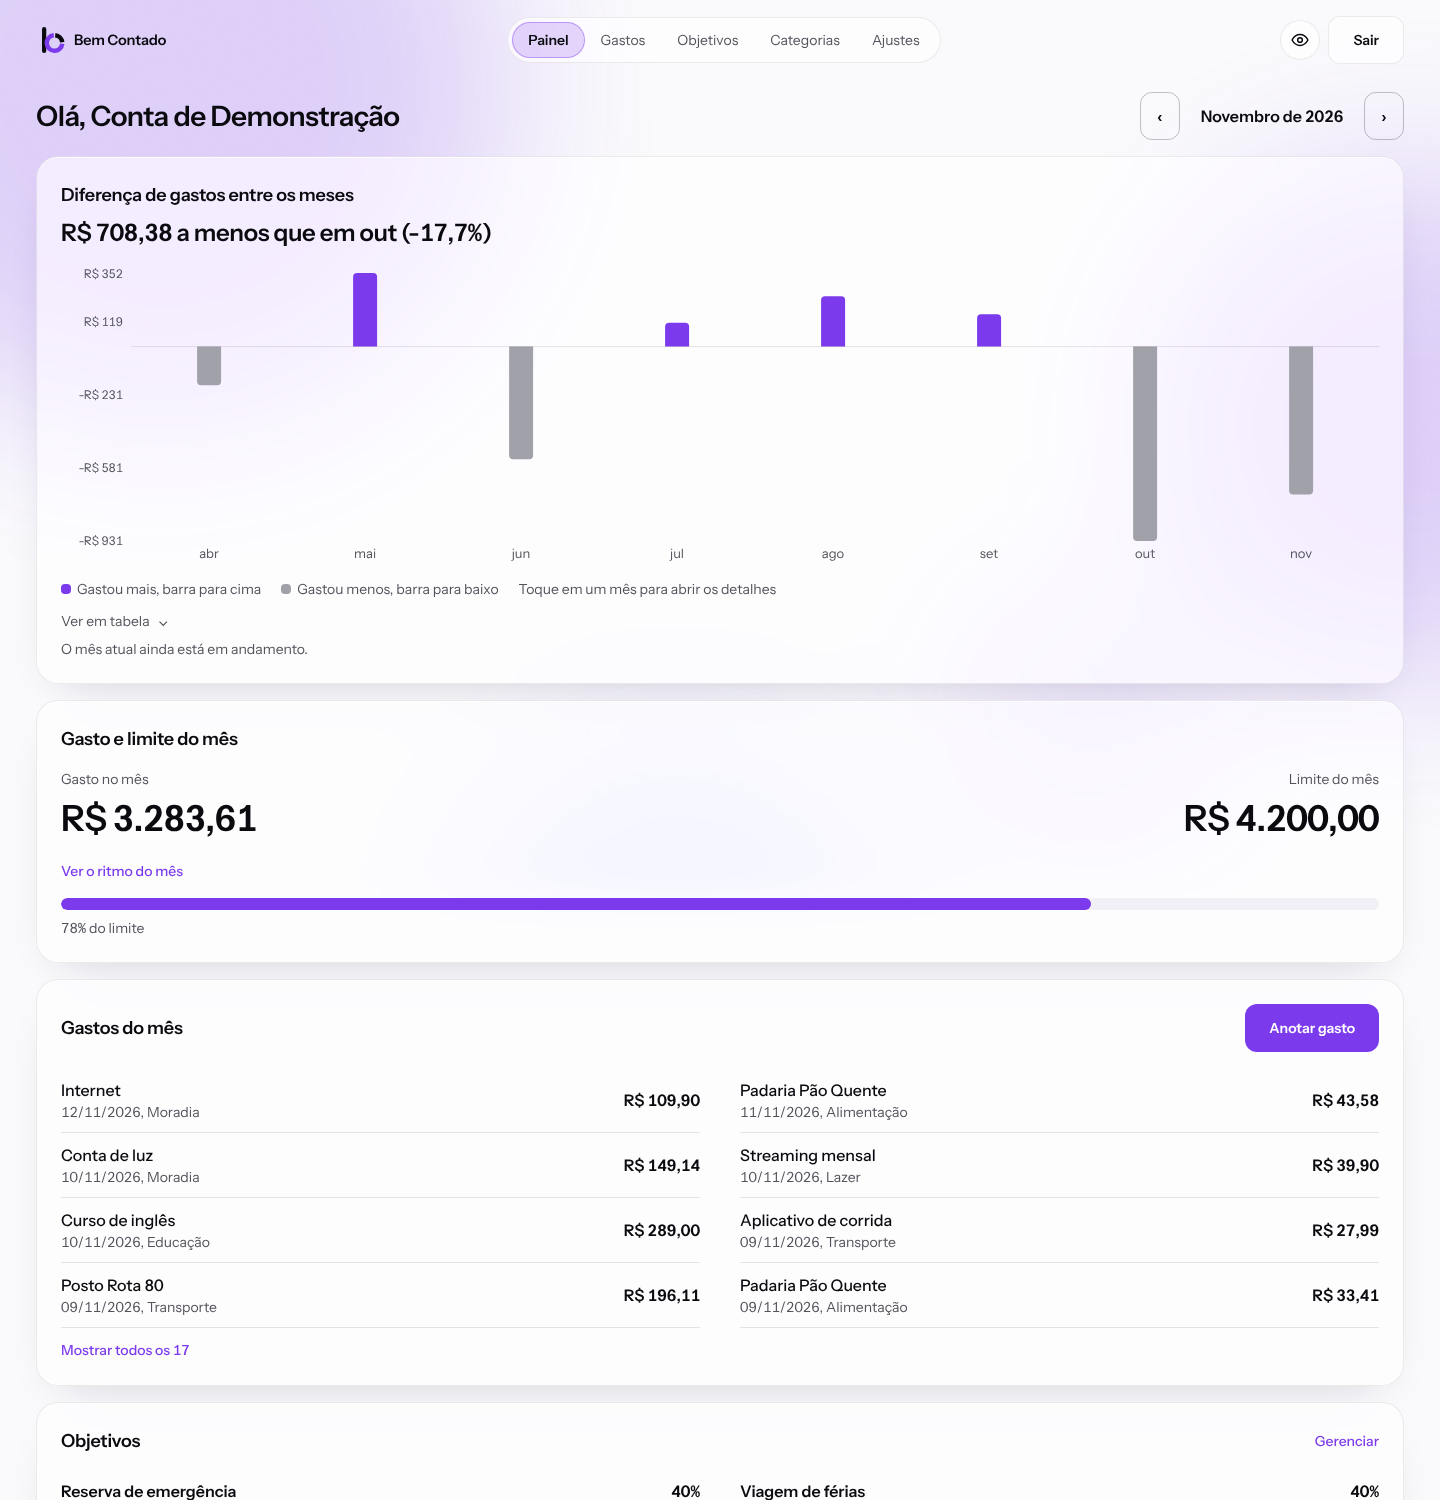 Bem Contado
Painel
Gastos
Objetivos
Categorias
Ajustes
Sair
Olá, Conta de Demonstração
‹
Novembro de 2026
›
Diferença de gastos entre os meses
R$ 708,38 a menos que em out (-17,7%)
R$ 352
R$ 119
-R$ 231
-R$ 581
-R$ 931
abr
mai
jun
jul
ago
set
out
nov
Gastou mais, barra para cima
Gastou menos, barra para baixo
Toque em um mês para abrir os detalhes
Ver em tabela
O mês atual ainda está em andamento.
Gasto e limite do mês
Gasto no mês
Limite do mês
R$ 3.283,61
R$ 4.200,00
Ver o ritmo do mês
78% do limite
Gastos do mês
Anotar gasto
Internet
12/11/2026, Moradia
R$ 109,90
Padaria Pão Quente
11/11/2026, Alimentação
R$ 43,58
Conta de luz
10/11/2026, Moradia
R$ 149,14
Streaming mensal
10/11/2026, Lazer
R$ 39,90
Curso de inglês
10/11/2026, Educação
R$ 289,00
Aplicativo de corrida
09/11/2026, Transporte
R$ 27,99
Posto Rota 80
09/11/2026, Transporte
R$ 196,11
Padaria Pão Quente
09/11/2026, Alimentação
R$ 33,41
Mostrar todos os 17
Objetivos
Gerenciar
Reserva de emergência
40%
Viagem de férias
40%